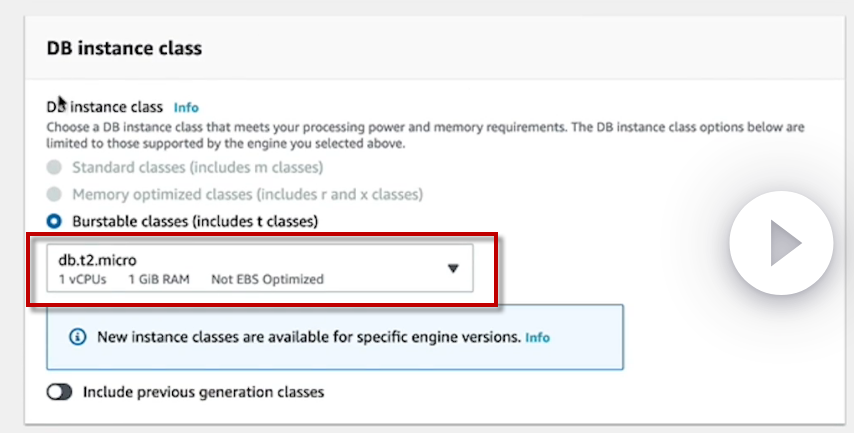 DB instance class
DB instance class Info
Choose a DB instance class that meets your processing power and memory requirements. The DB instance class options below are
limited to those supported by the engine you selected above.
Standard classes (includes m classes)
Memory optimized classes (includes r and x classes)
Burstable classes (includes t classes)
db.t2.micro
1 vCPUs 1 GiB RAM Not EBS Optimized
New instance classes are available for specific engine versions. Info
Include previous generation classes